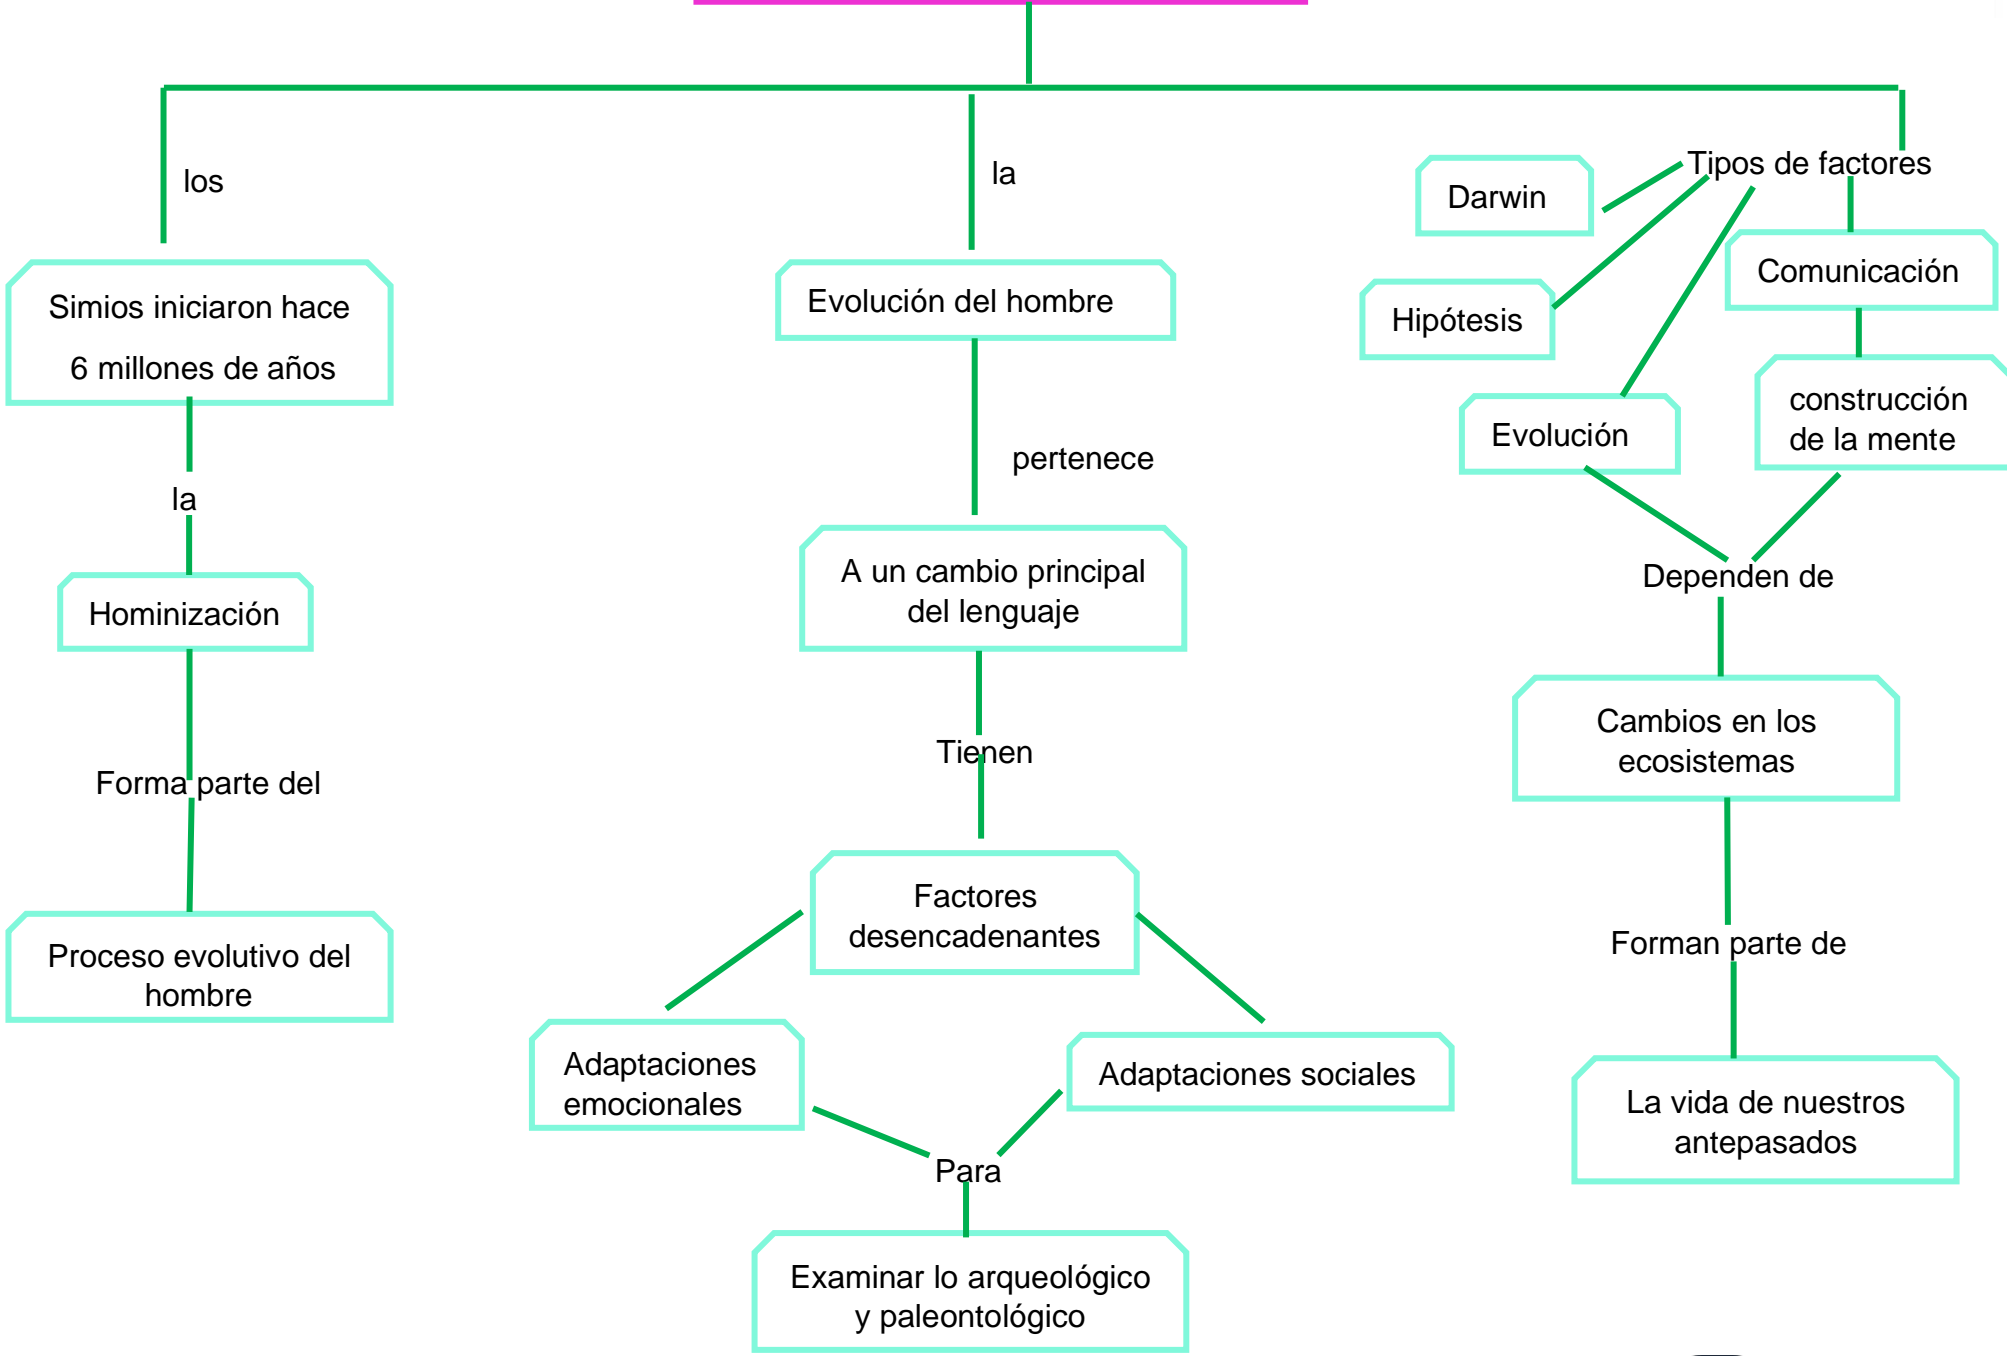 los
Simios iniciaron hace
6 millones de años
la
Hominización
Forma parte del
Proceso evolutivo del
hombre
la
Evolución del hombre
pertenece
A un cambio principal
del lenguaje
Tienen
Factores
desencadenantes
Adaptaciones
emocionales
Adaptaciones sociales
Para
Examinar lo arqueológico
y paleontológico
Tipos de factores
Darwin
Hipótesis
Evolución
Comunicación
construcción
de la mente
Dependen de
Cambios en los
ecosistemas
Forman parte de
La vida de nuestros
antepasados